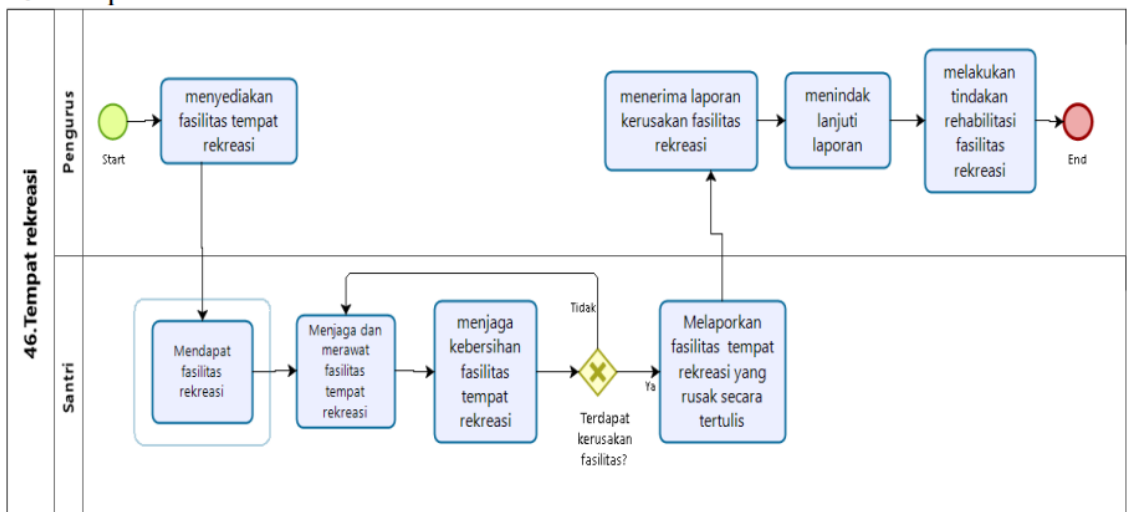 46.Tempat rekreasi
Pengurus
Start
menyediakan
fasilitas tempat
rekreasi
menerima laporan
kerusakan fasilitas
rekreasi
menindak
lanjuti
laporan
melakukan
tindakan
rehabilitasi
fasilitas
rekreasi
End
Santri
Mendapat
fasilitas
rekreasi
Menjaga dan
merawat
fasilitas
tempat
rekreasi
menjaga
kebersihan
fasilitas
tempat
rekreasi
Tidak
Terdapat
kerusakan
fasilitas?
Ya
Melaporkan
fasilitas tempat
rekreasi yang
rusak secara
tertulis